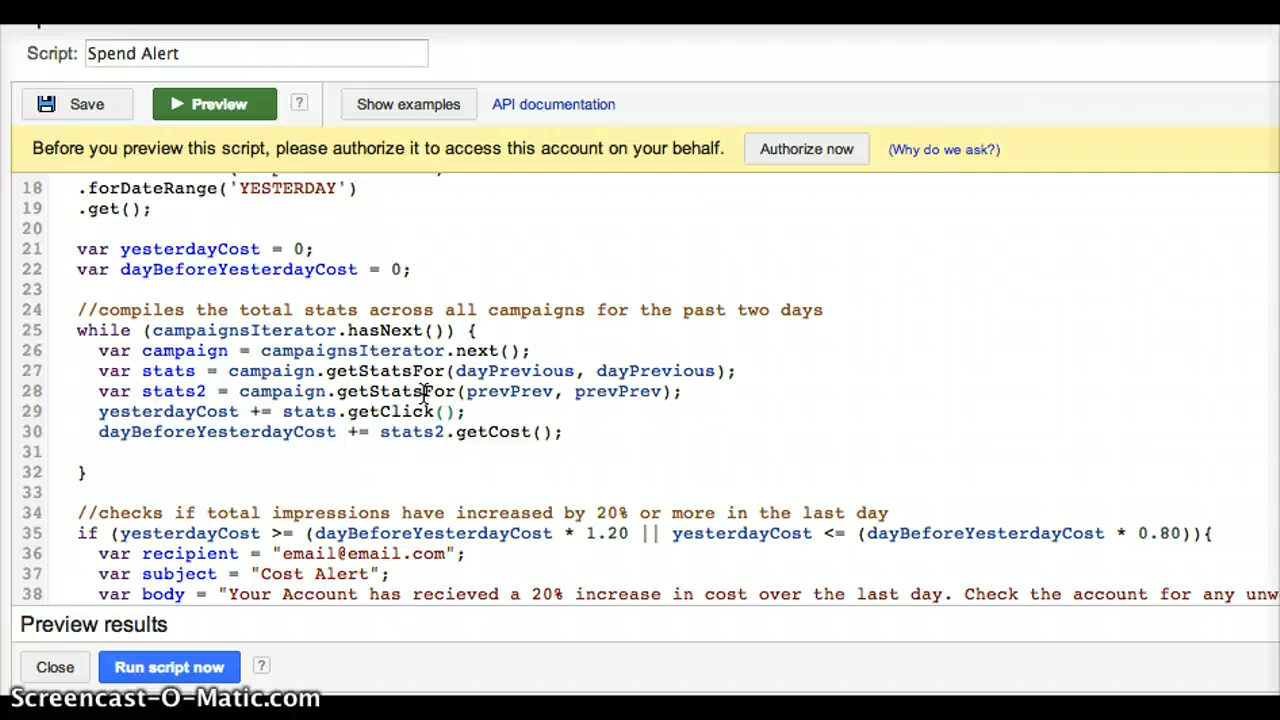 Script: Spend Alert
Save Preview ? Show examples API documentation
Before you preview this script, please authorize it to access this account on your behalf. Authorize now (Why do we ask?)
18 .forDateRange('YESTERDAY')
19 .get();
20
21 var yesterdayCost = 0;
22 var dayBeforeYesterdayCost = 0;
23
24 //compiles the total stats across all campaigns for the past two days
25 while (campaignsIterator.hasNext()) {
26 var campaign = campaignsIterator.next();
27 var stats = campaign.getStatsFor(dayPrevious, dayPrevious);
28 var stats2 = campaign.getStatsFor(prevPrev, prevPrev);
29 yesterdayCost += stats.getClick();
30 dayBeforeYesterdayCost += stats2.getCost();
31
32 }
33
34 //checks if total impressions have increased by 20% or more in the last day
35 if (yesterdayCost >= (dayBeforeYesterdayCost * 1.20 || yesterdayCost <= (dayBeforeYesterdayCost * 0.80)){
36 var recipient = "email@email.com";
37 var subject = "Cost Alert";
38 var body = "Your Account has recieved a 20% increase in cost over the last day. Check the account for any
Preview results
Close Run script now ?
Screencast-O-Matic.com